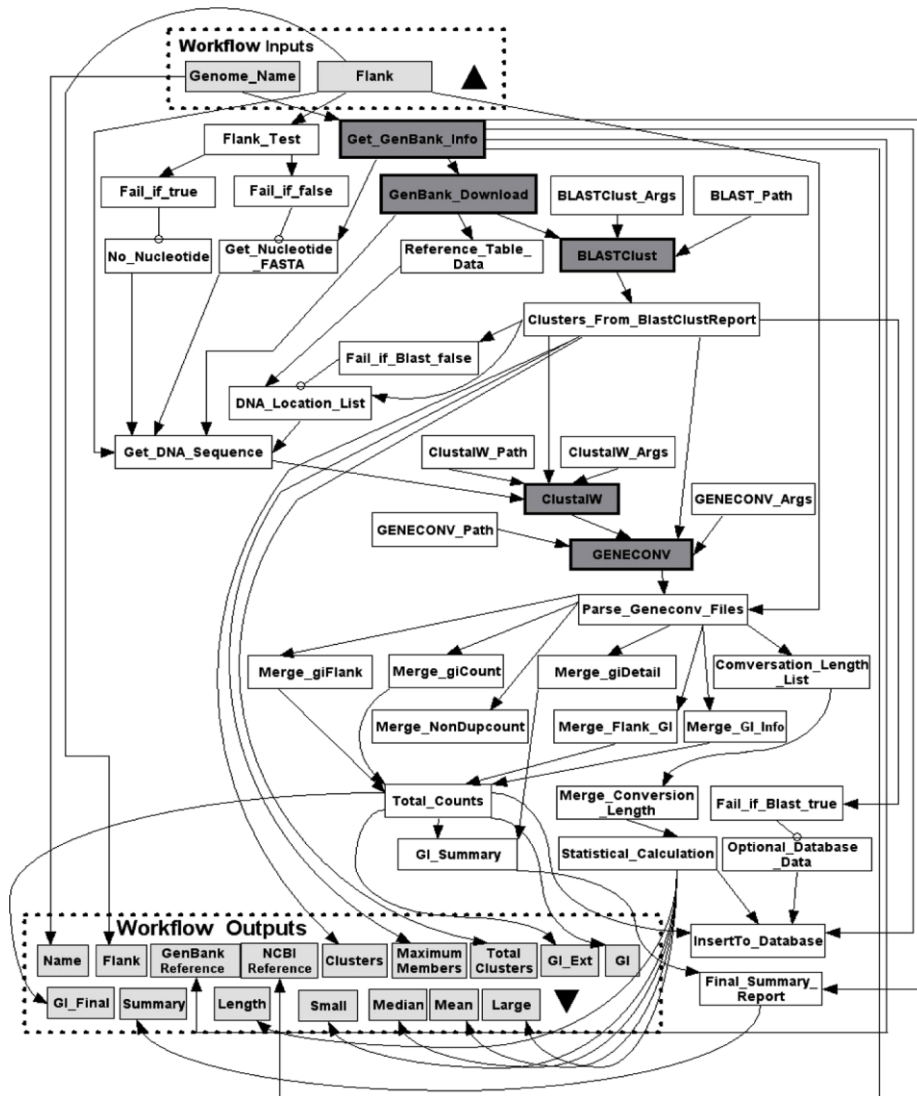 Workflow Inputs
Genome_Name
Flank
Flank_Test
Get_GenBank_Info
Fail_if_true
Fail_if_false
GenBank_Download
BLASTClust_Args
BLAST_Path
No_Nucleotide
Get_Nucleotide
_FASTA
Reference_Table_
Data
BLASTClust
Clusters_From_BlastClustReport
Fail_if_Blast_false
DNA_Location_List
Get_DNA_Sequence
ClustalW_Path
ClustalW_Args
ClustalW
GENECONV_Args
GENECONV_Path
GENECONV
Parse_Geneconv_Files
Merge_giFlank
Merge_giCount
Merge_giDetail
Comversation_Length
_List
Merge_NonDupcount
Merge_Flank_GI
Merge_GI_Info
Total_Counts
Merge_Conversion
_Length
Fail_if_Blast_true
GI_Summary
Statistical_Calculation
Optional_Database
_Data
Workflow Outputs
InsertTo_Database
Name
Flank
GenBank
Reference
NCBI
Reference
Clusters
Maximum
Members
Total
Clusters
GI_Ext
GI
Final_Summary_
Report
GI_Final
Summary
Length
Small
Median
Mean
Large